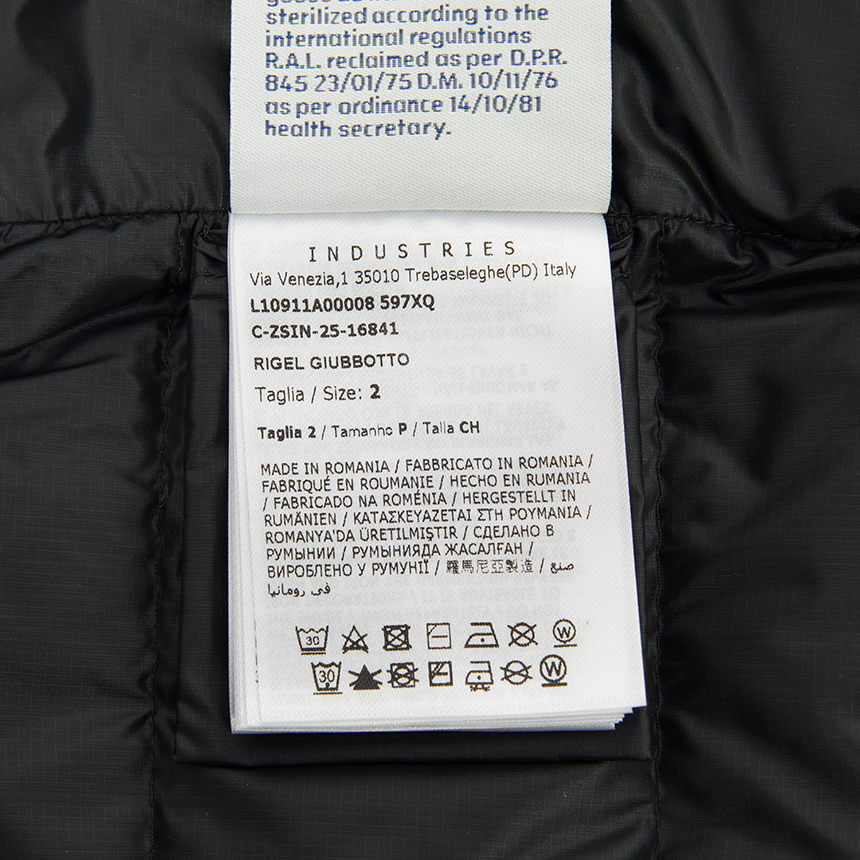 sterilized according to the
international regulations
R.A.L. reclaimed as per D.P.R.
845 23/01/75 D.M. 10/11/76
as per ordinance 14/10/81
health secretary.
INDUSTRIES
Via Venezia,1 35010 Trebaseleghe(PD) Italy
L10911A00008 597XQ
C-ZSIN-25-16841
RIGEL GIUBBOTTO
Taglia / Size: 2
Taglia 2 / Tamanho P / Talla CH
MADE IN ROMANIA / FABBRICATO IN ROMANIA /
FABRIQUÉ EN ROUMANIE / HECHO EN RUMANIA
/ FABRICADO NA ROMÉNIA / HERGESTELLT IN
RUMÄNIEN / ΚΑΤΑΣΚΕΥΑΖΕΤΑΙ ΣΤΗ ΡΟΥΜΑΝΙΑ /
ROMANYA'DA ÜRETILMIŞTIR / СДЕЛАНО В
РУМЫНИИ / РУМЫНИЯДА ЖАСАЛҒАН /
ВИРОБЛЕНО У РУМУНІЇ / 羅馬尼亞製造 / صنع
في رومانيا
30 W
30 W